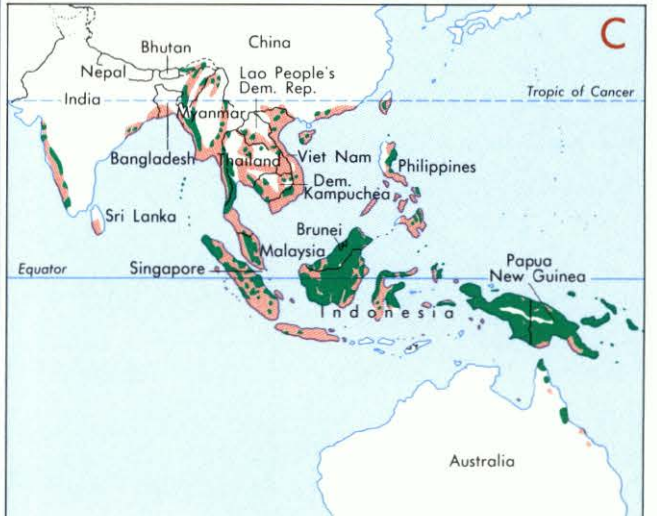 C
China
Bhutan
Nepal
Lao People's
Dem. Rep.
India
Tropic of Cancer
Myanmar
Bangladesh
Thailand
Viet Nam
Philippines
Dem.
Kampuchea
Sri Lanka
Brunei
Malaysia
Equator
Singapore
Papua
New Guinea
Indonesia
Australia